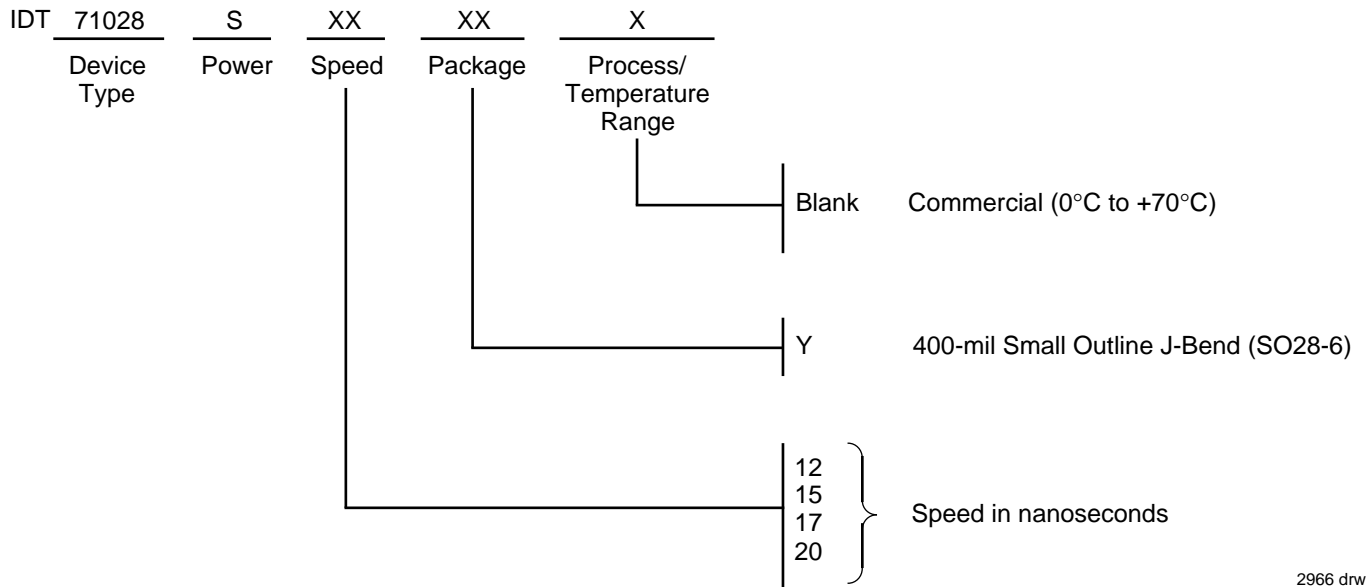 IDT 71028 S XX XX X
Device Type Power Speed Package Process/ Temperature Range
Blank Commercial (0°C to +70°C)
Y 400-mil Small Outline J-Bend (SO28-6)
12
15
17
20
Speed in nanoseconds
2966 drw